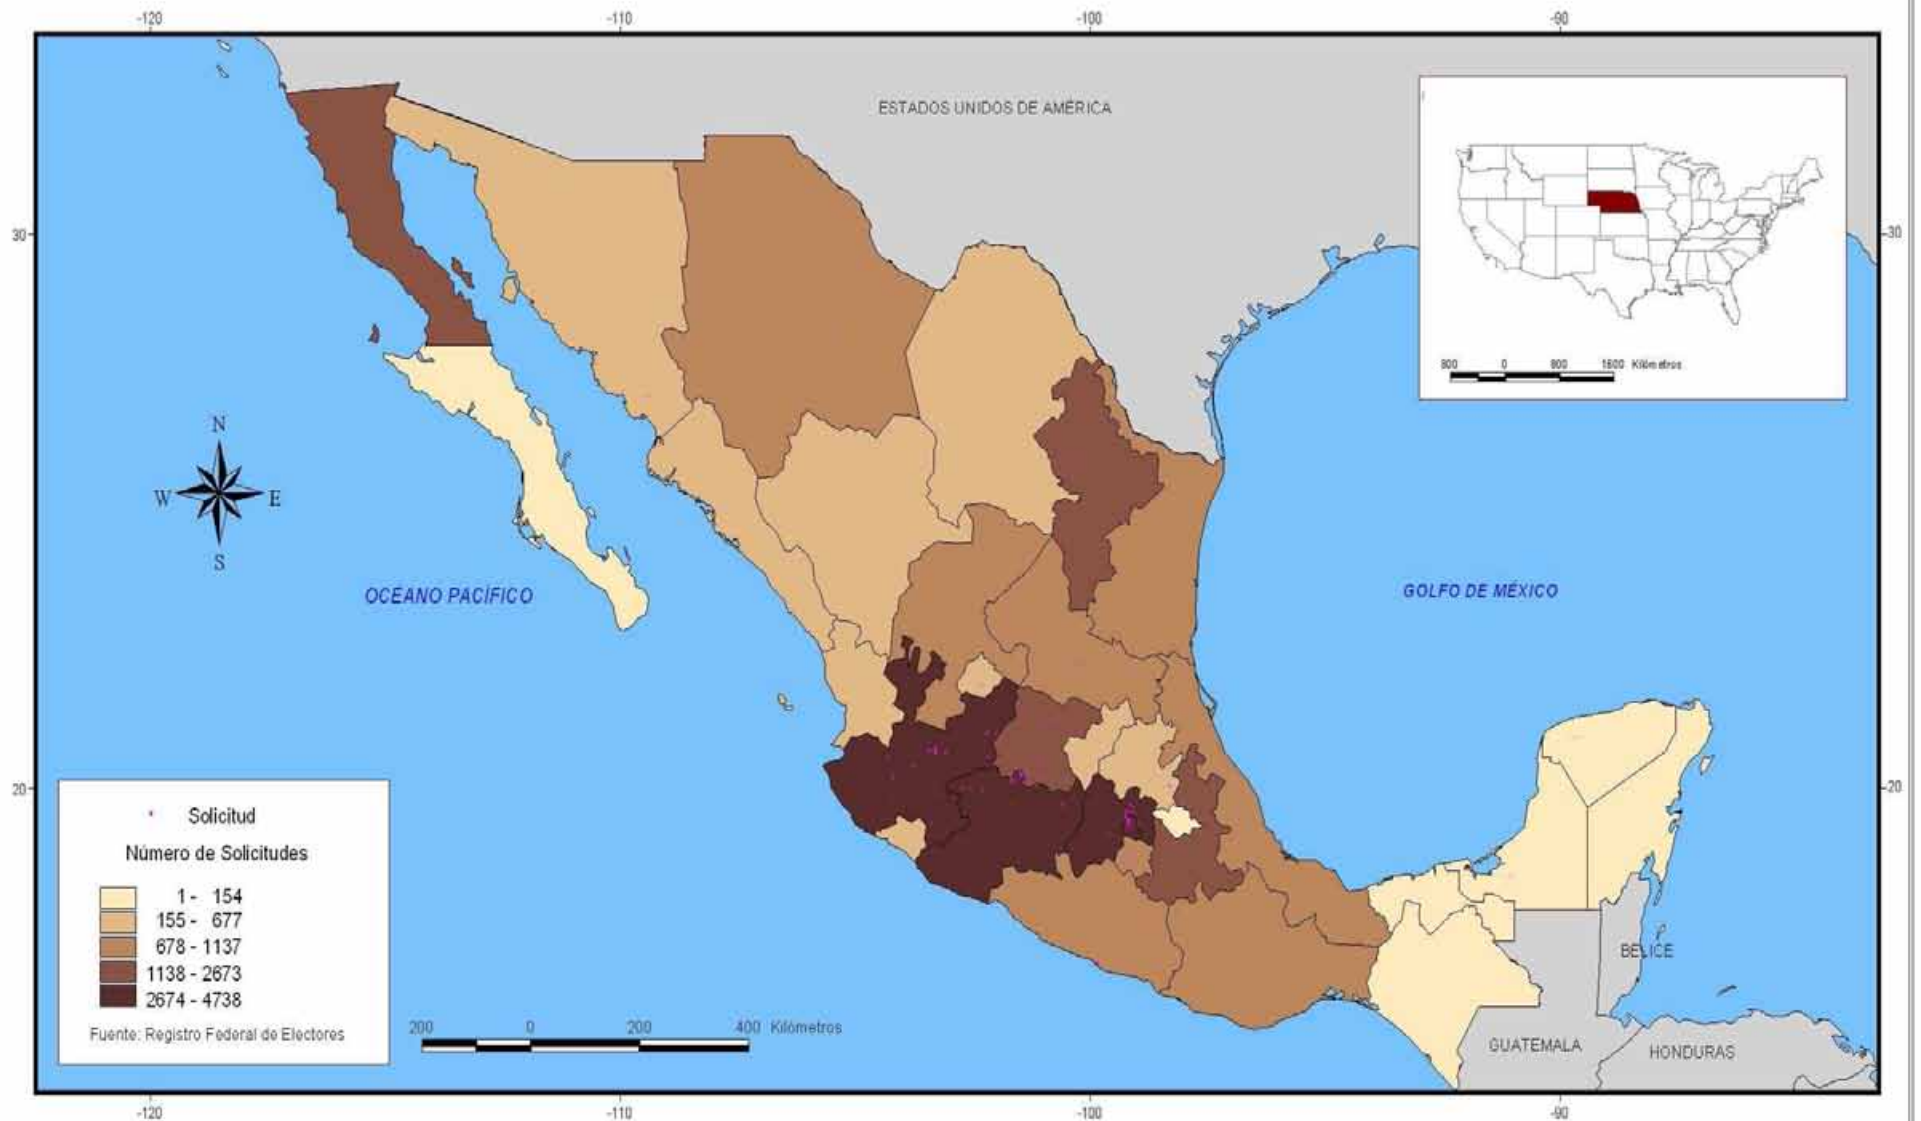 -120
-110
-100
-90
ESTADOS UNIDOS DE AMÉRICA
30
30
800 0 800 1600 Kilómetros
N
W E
S
OCÉANO PACÍFICO
GOLFO DE MÉXICO
20
20
Solicitud
Número de Solicitudes
1 - 154
155 - 677
678 - 1137
1138 - 2673
2674 - 4738
Fuente: Registro Federal de Electores
200 0 200 400 Kilómetros
BELICE
GUATEMALA
HONDURAS
-120
-110
-100
-90